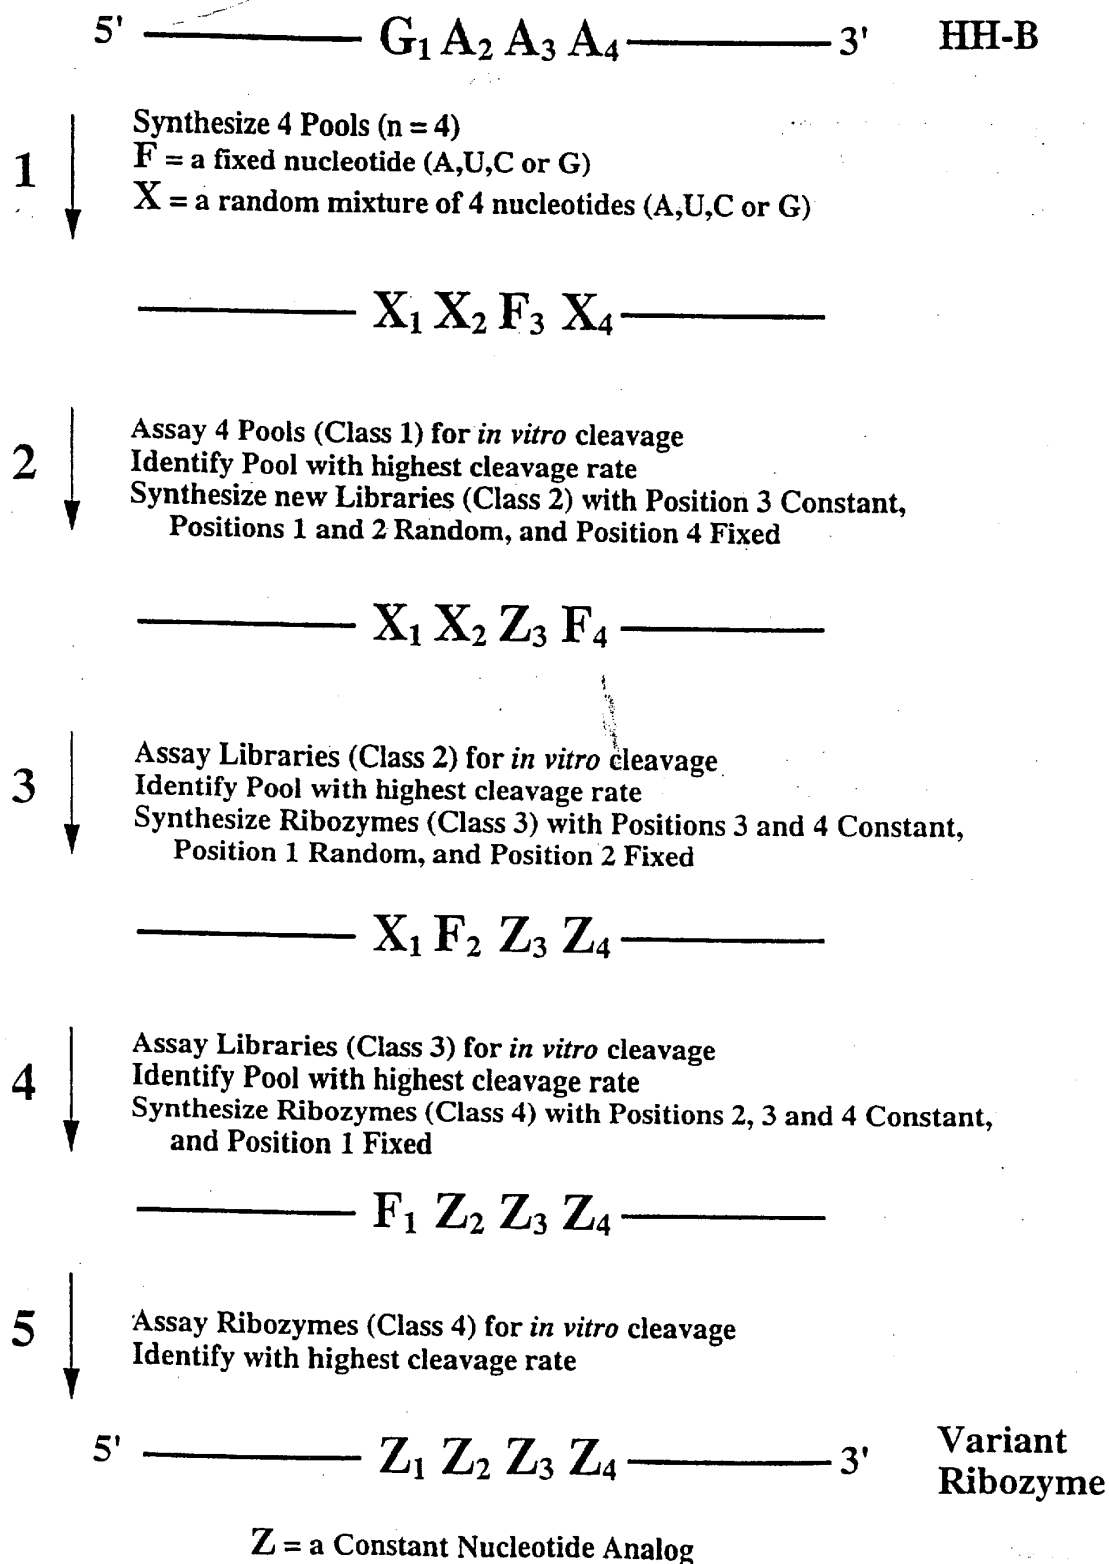 5' G₁ A₂ A₃ A₄ 3' HH-B
1
Synthesize 4 Pools (n = 4)
F = a fixed nucleotide (A,U,C or G)
X = a random mixture of 4 nucleotides (A,U,C or G)
X₁ X₂ F₃ X₄
2
Assay 4 Pools (Class 1) for in vitro cleavage
Identify Pool with highest cleavage rate
Synthesize new Libraries (Class 2) with Position 3 Constant,
Positions 1 and 2 Random, and Position 4 Fixed
X₁ X₂ Z₃ F₄
3
Assay Libraries (Class 2) for in vitro cleavage
Identify Pool with highest cleavage rate
Synthesize Ribozymes (Class 3) with Positions 3 and 4 Constant,
Position 1 Random, and Position 2 Fixed
X₁ F₂ Z₃ Z₄
4
Assay Libraries (Class 3) for in vitro cleavage
Identify Pool with highest cleavage rate
Synthesize Ribozymes (Class 4) with Positions 2, 3 and 4 Constant,
and Position 1 Fixed
F₁ Z₂ Z₃ Z₄
5
Assay Ribozymes (Class 4) for in vitro cleavage
Identify with highest cleavage rate
5' Z₁ Z₂ Z₃ Z₄ 3'
Variant
Ribozyme
Z = a Constant Nucleotide Analog